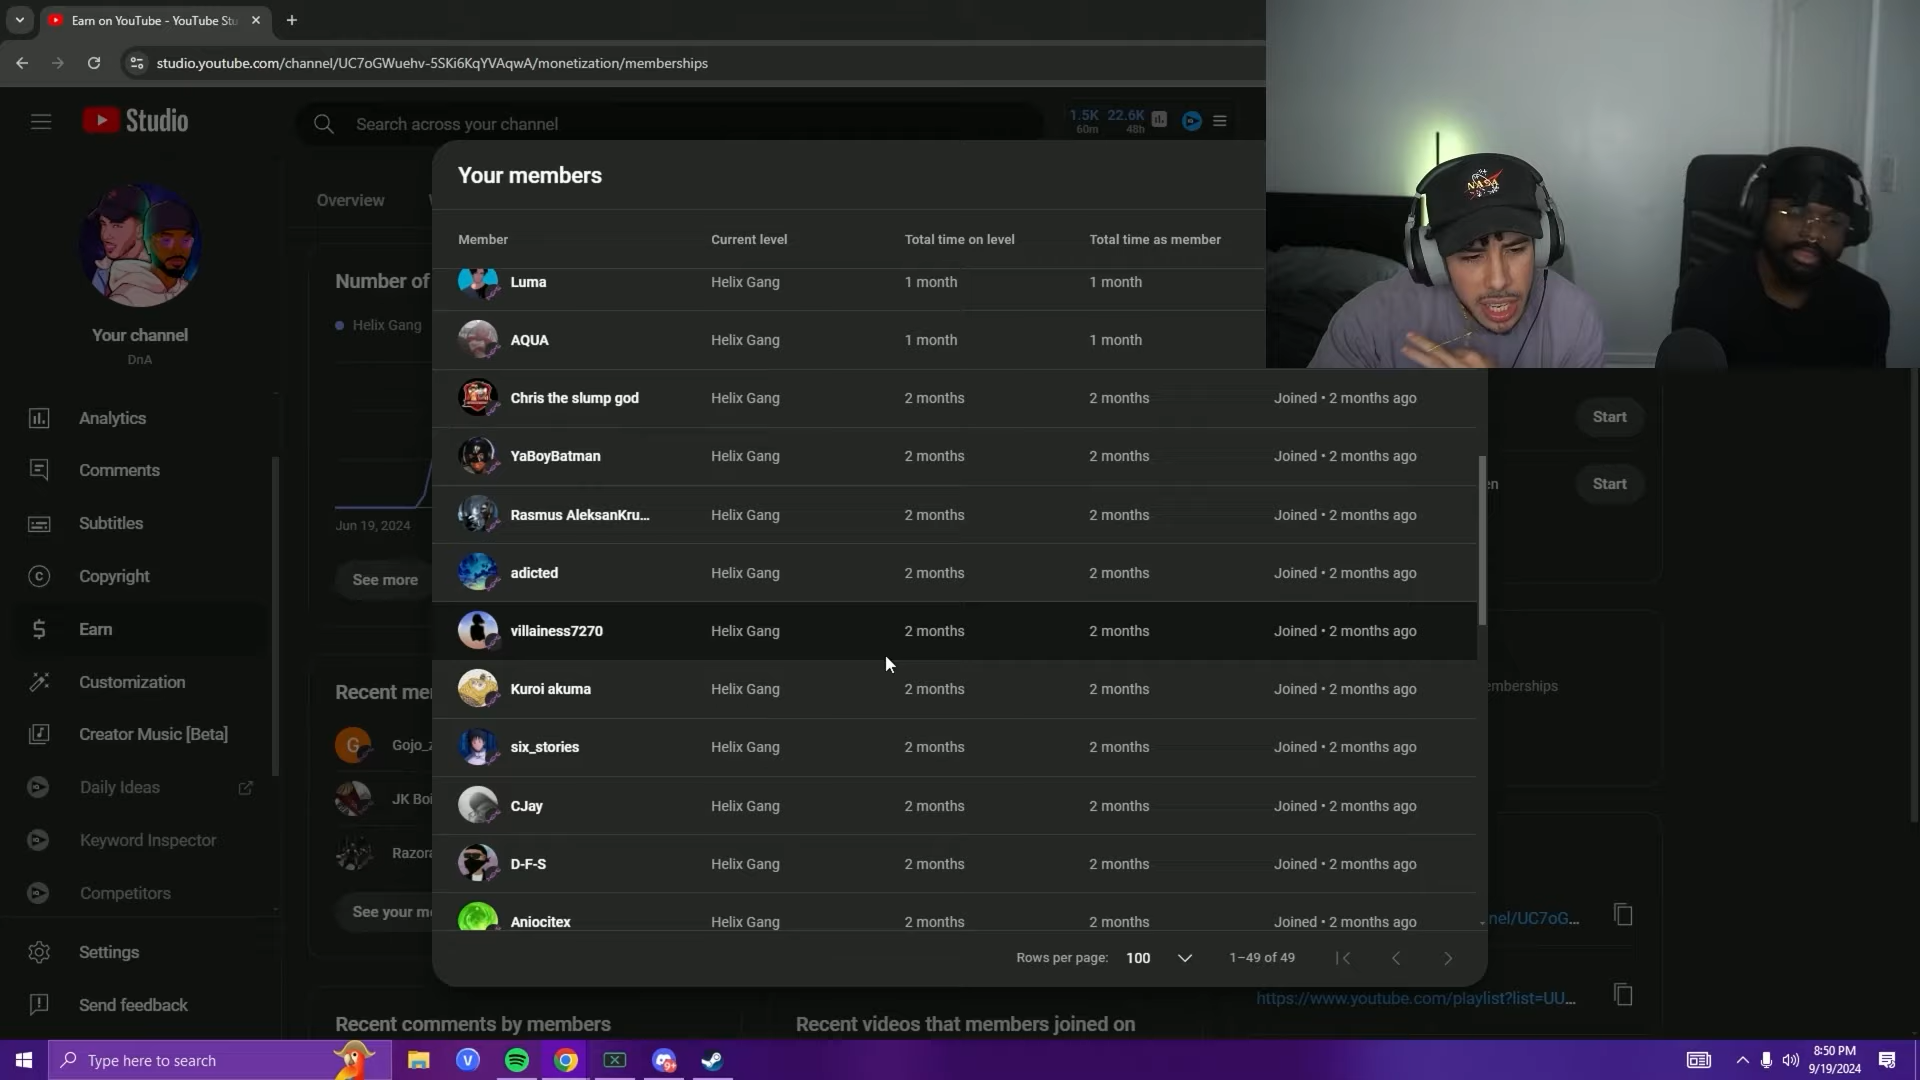 Earn on YouTube - YouTube Stu
studio.youtube.com/channel/UC7oGWuehv-5SKi6KqYVAqwA/monetization/memberships
Studio
Search across your channel
1.5K 22.6K
60m 48h
Your members
Overview
Member Current level Total time on level Total time as member
Number of
Helix Gang
Luma Helix Gang 1 month 1 month
AQUA Helix Gang 1 month 1 month
NASA
Your channel
DnA
Chris the slump god Helix Gang 2 months 2 months Joined • 2 months ago
Start
Analytics
YaBoyBatman Helix Gang 2 months 2 months Joined • 2 months ago
Comments
en Start
Rasmus AleksanKru... Helix Gang 2 months 2 months Joined • 2 months ago
Subtitles
Jun 19, 2024
adicted Helix Gang 2 months 2 months Joined • 2 months ago
Copyright
See more
Earn
villainess7270 Helix Gang 2 months 2 months Joined • 2 months ago
Customization
Recent me
Kuroi akuma Helix Gang 2 months 2 months Joined • 2 months ago
emberships
Creator Music [Beta]
G Gojo_
six_stories Helix Gang 2 months 2 months Joined • 2 months ago
Daily Ideas
JK Boi
CJay Helix Gang 2 months 2 months Joined • 2 months ago
Keyword Inspector
Razora
D-F-S Helix Gang 2 months 2 months Joined • 2 months ago
Competitors
See your m
Aniocitex Helix Gang 2 months 2 months Joined • 2 months ago
nel/UC7oG...
Settings
Rows per page: 100 1–49 of 49
Send feedback
https://www.youtube.com/playlist?list=UU...
Recent comments by members
Recent videos that members joined on
Type here to search
V
9+
8:50 PM
9/19/2024